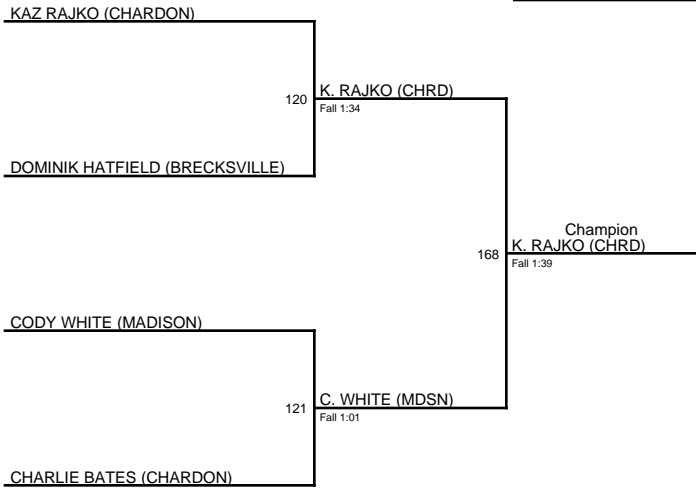 KAZ RAJKO (CHARDON)
120
K. RAJKO (CHRD)
Fall 1:34
DOMINIK HATFIELD (BRECKSVILLE)
168
Champion
K. RAJKO (CHRD)
Fall 1:39
CODY WHITE (MADISON)
121
C. WHITE (MDSN)
Fall 1:01
CHARLIE BATES (CHARDON)